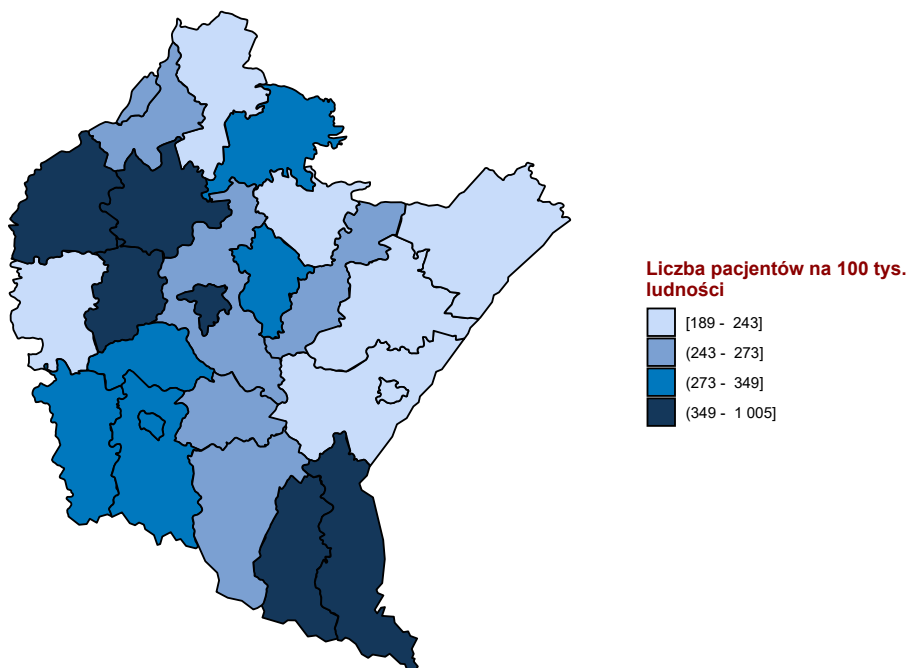 Liczba pacjentów na 100 tys.
ludności
[189 - 243]
(243 - 273]
(273 - 349]
(349 - 1 005]